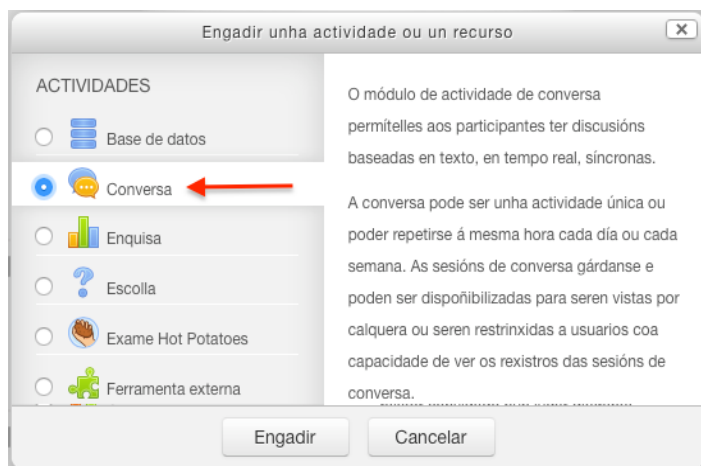 Engadir unha actividade ou un recurso
ACTIVIDADES
Base de datos
Conversa
Enquisa
Escolla
Exame Hot Potatoes
Ferramenta externa
O módulo de actividade de conversa
permítelles aos participantes ter discusións
baseadas en texto, en tempo real, síncronas.
A conversa pode ser unha actividade única ou
poder repetirse á mesma hora cada día ou cada
semana. As sesións de conversa gárdanse e
poden ser dispoñibilizadas para seren vistas por
calquera ou seren restrinxidas a usuarios coa
capacidade de ver os rexistros das sesións de
conversa.
Engadir
Cancelar